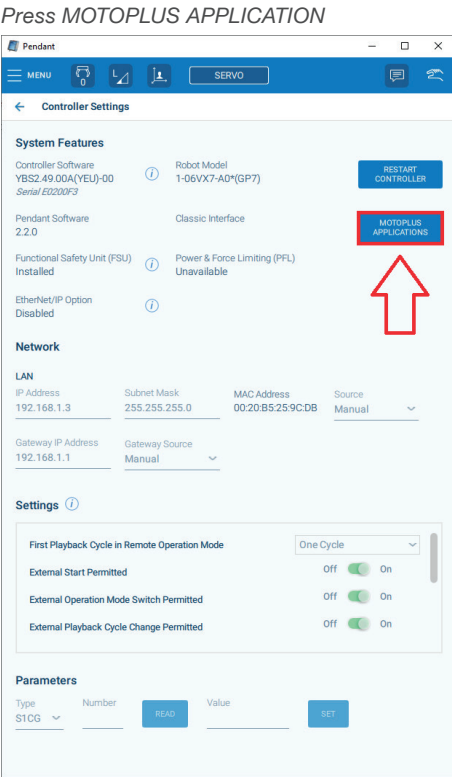 Press MOTOPLUS APPLICATION
Pendant
MENU
0
L
SERVO
Controller Settings
System Features
Controller Software
YBS2.49.00A(YEU)-00
Serial E0200F3
i
Robot Model
1-06VX7-A0*(GP7)
RESTART
CONTROLLER
Pendant Software
2.2.0
Classic Interface
MOTOPLUS
APPLICATIONS
Functional Safety Unit (FSU)
Installed
i
Power & Force Limiting (PFL)
Unavailable
EtherNet/IP Option
Disabled
i
Network
LAN
IP Address
192.168.1.3
Subnet Mask
255.255.255.0
MAC Address
00:20:B5:25:9C:DB
Source
Manual
Gateway IP Address
192.168.1.1
Gateway Source
Manual
Settings i
First Playback Cycle in Remote Operation Mode One Cycle
External Start Permitted Off On
External Operation Mode Switch Permitted Off On
External Playback Cycle Change Permitted Off On
Parameters
Type
S1CG
Number
READ
Value
SET